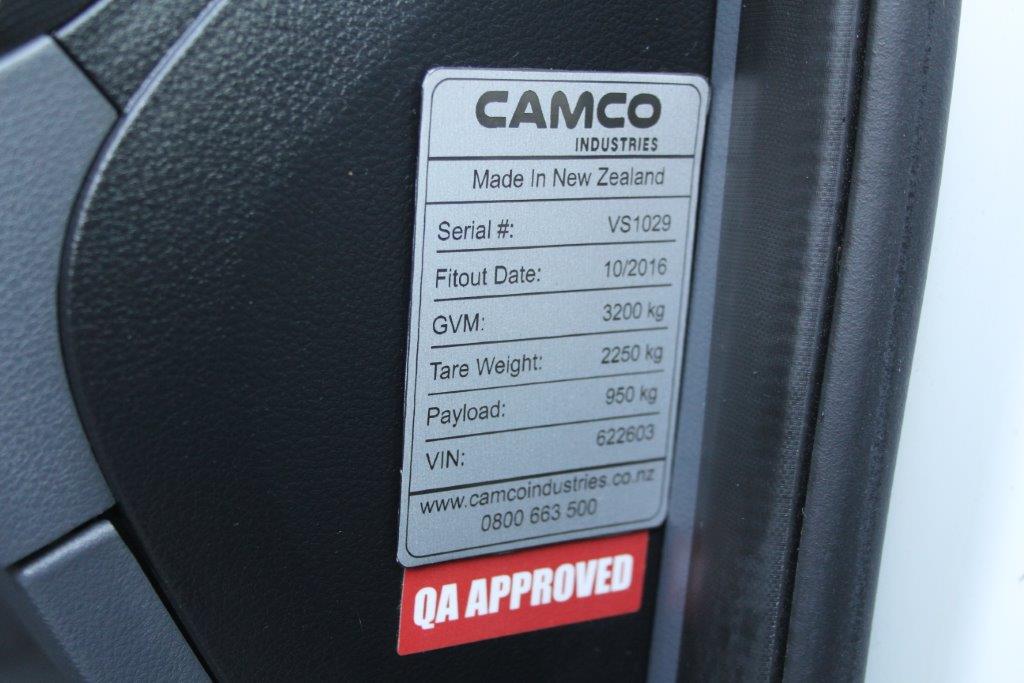 CAMCO
INDUSTRIES
Made In New Zealand
Serial #: VS1029
Fitout Date: 10/2016
GVM: 3200 kg
Tare Weight: 2250 kg
Payload: 950 kg
VIN: 622603
www.camcoindustries.co.nz
0800 663 500
QA APPROVED